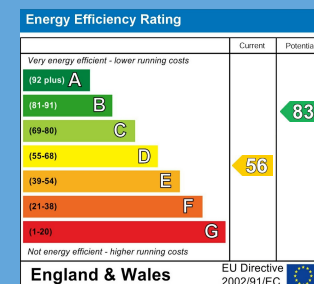 Energy Efficiency Rating
Current Potentia
Very energy efficient - lower running costs
(92 plus) A
(81-91) B
83
(69-80) C
(55-68) D
56
(39-54) E
(21-38) F
(1-20) G
Not energy efficient - higher running costs
England & Wales
EU Directive
2002/91/EC